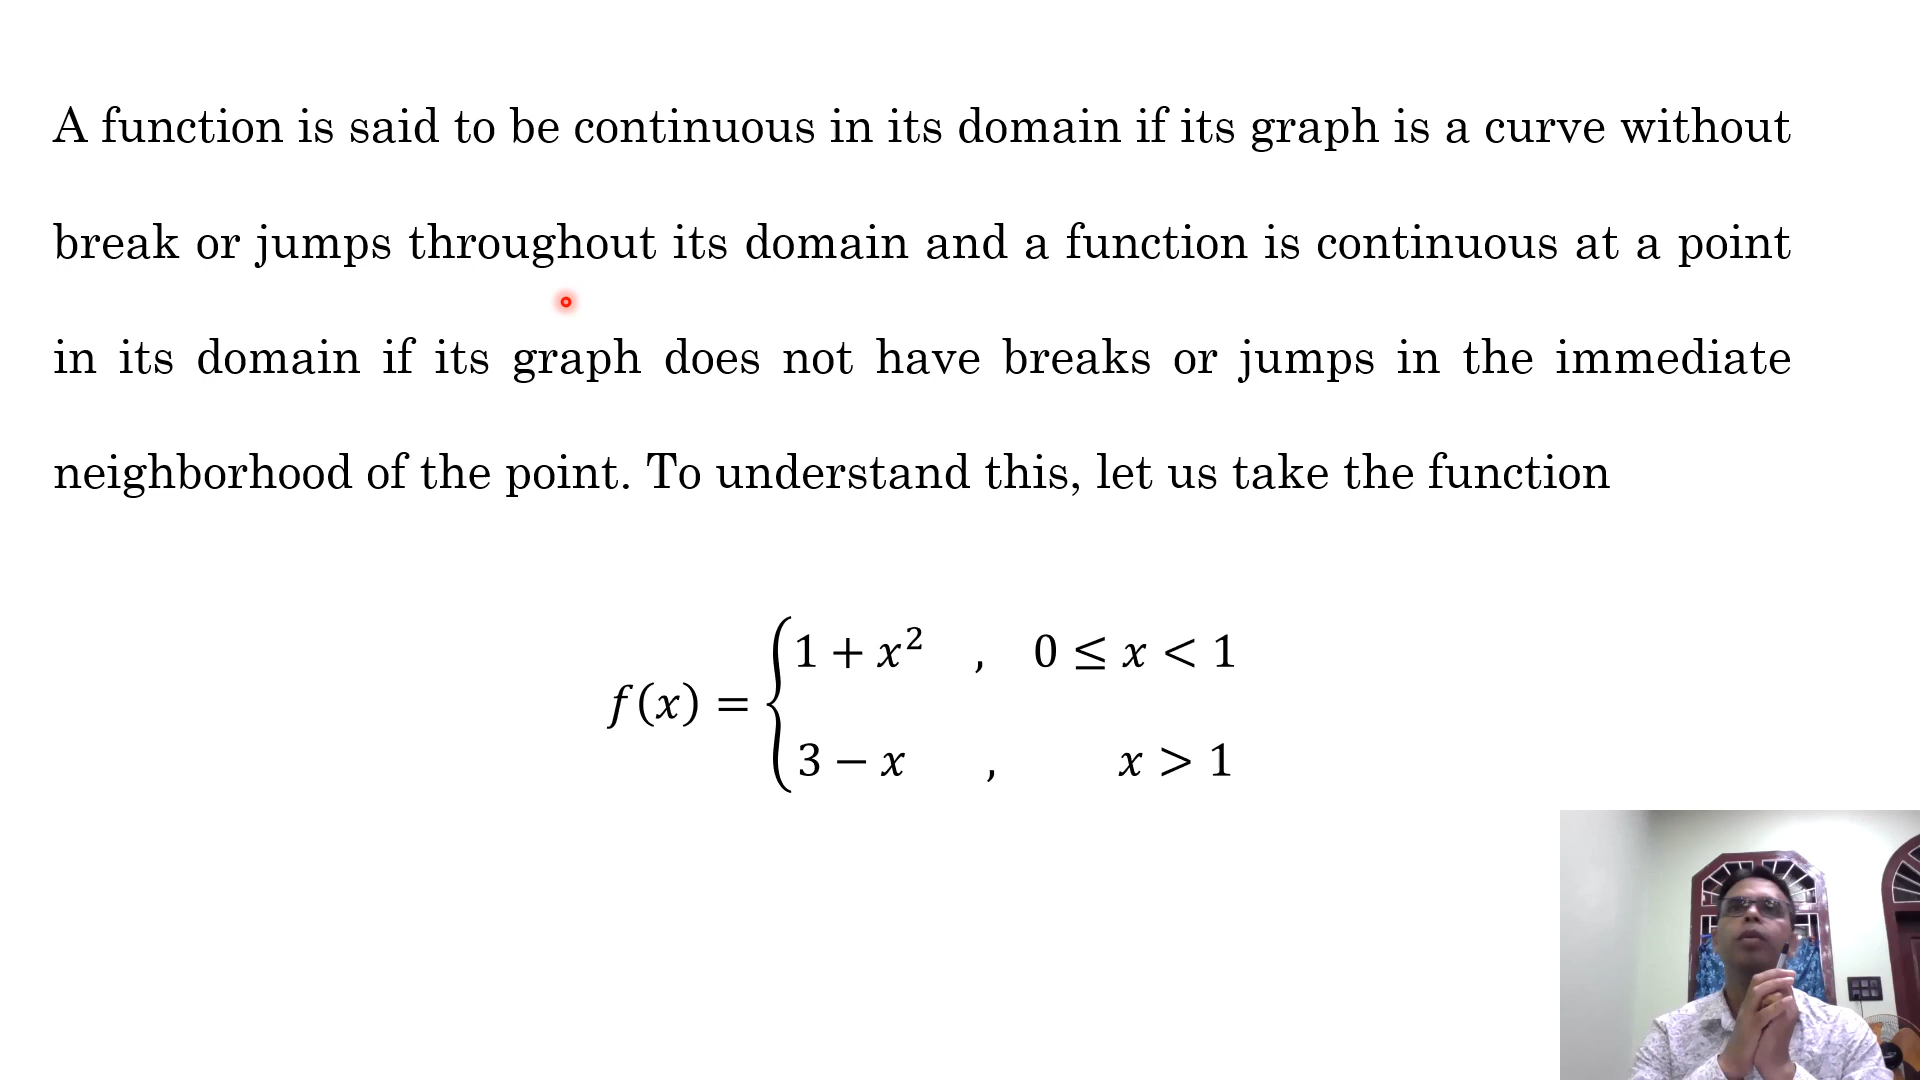 A function is said to be continuous in its domain if its graph is a curve without
break or jumps throughout its domain and a function is continuous at a point
in its domain if its graph does not have breaks or jumps in the immediate
neighborhood of the point. To understand this, let us take the function
1 + x² , 0 ≤ x < 1
f(x) = {
3 − x , x > 1